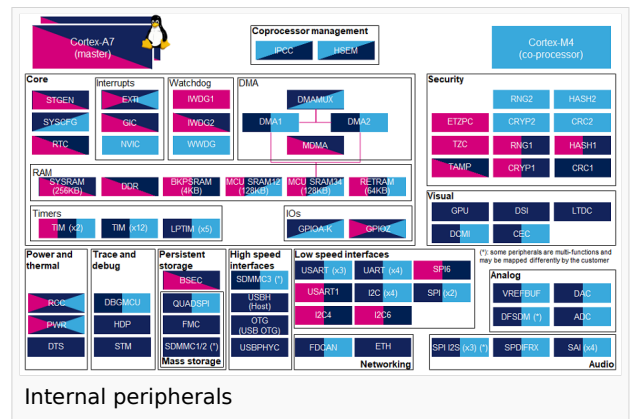 Cortex-A7
(master)
Coprocessor management
IPCC
HSEM
Cortex-M4
(co-processor)
Core
STGEN
SYSCFG
RTC
Interrupts
EXTI
GIC
NVIC
Watchdog
IWDG1
IWDG2
WWDG
DMA
DMAMUX
DMA1
DMA2
MDMA
Security
RNG2
HASH2
ETZPC
CRYP2
CRC2
TZC
RNG1
HASH1
TAMP
CRYP1
CRC1
RAM
SYSRAM
(256KB)
DDR
BKPSRAM
(4KB)
MCU SRAM12
(128KB)
MCU SRAM34
(128KB)
RETRAM
(64KB)
Timers
TIM (x2)
TIM (x12)
LPTIM (x5)
IOs
GPIOA-K
GPIOZ
Visual
GPU
DSI
LTDC
DCMI
CEC
(*): some peripherals are multi-functions and
may be mapped differently by the customer
Power and
thermal
RCC
PWR
DTS
Trace and
debug
DBGMCU
HDP
STM
Persistent
storage
BSEC
QUADSPI
FMC
SDMMC1/2 (*)
Mass storage
High speed
interfaces
SDMMC3 (*)
USBH
(Host)
OTG
(USB OTG)
USBPHYC
Low speed interfaces
USART (x3)
UART (x4)
SPI6
USART1
I2C (x4)
SPI (x2)
I2C4
I2C6
FDCAN
ETH
Networking
Analog
VREFBUF
DAC
DFSDM (*)
ADC
SPI I2S (x3) (*)
SPDIFRX
SAI (x4)
Audio
Internal peripherals